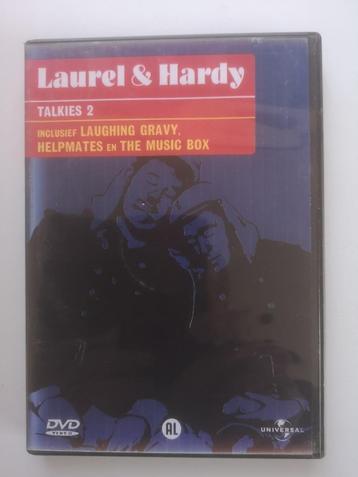 Laurel & Hardy
TALKIES 2
INCLUSIEF LAUGHING GRAVY,
HELPMATES EN THE MUSIC BOX
DVD
VIDEO
AL
UNIVERSAL